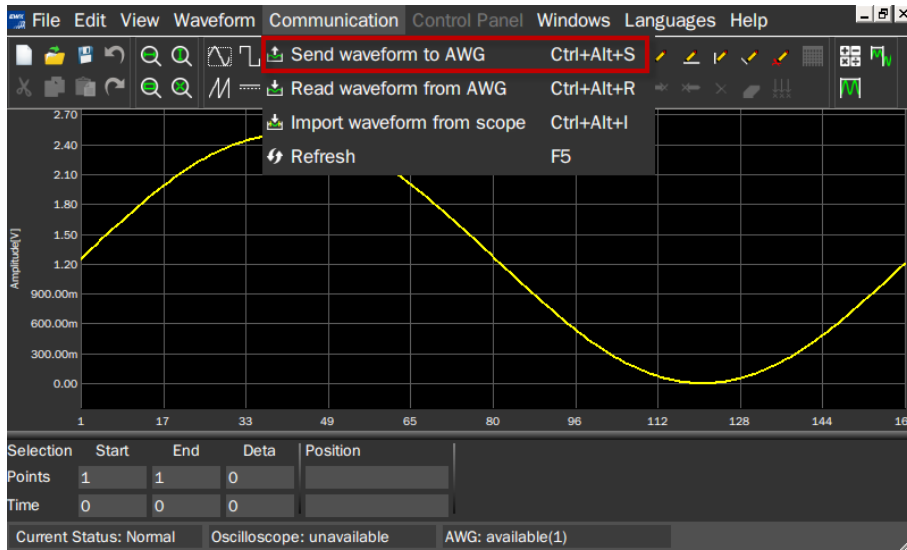 File Edit View Waveform Communication Control Panel Windows Languages Help
Send waveform to AWG Ctrl+Alt+S
Read waveform from AWG Ctrl+Alt+R
Import waveform from scope Ctrl+Alt+I
Refresh F5
2.70
2.40
2.10
1.80
1.50
1.20
900.00m
600.00m
300.00m
0.00
Amplitude[V]
1 17 33 49 65 80 96 112 128 144 16
Selection Start End Deta Position
Points 1 1 0
Time 0 0 0
Current Status: Normal Oscilloscope: unavailable AWG: available(1)